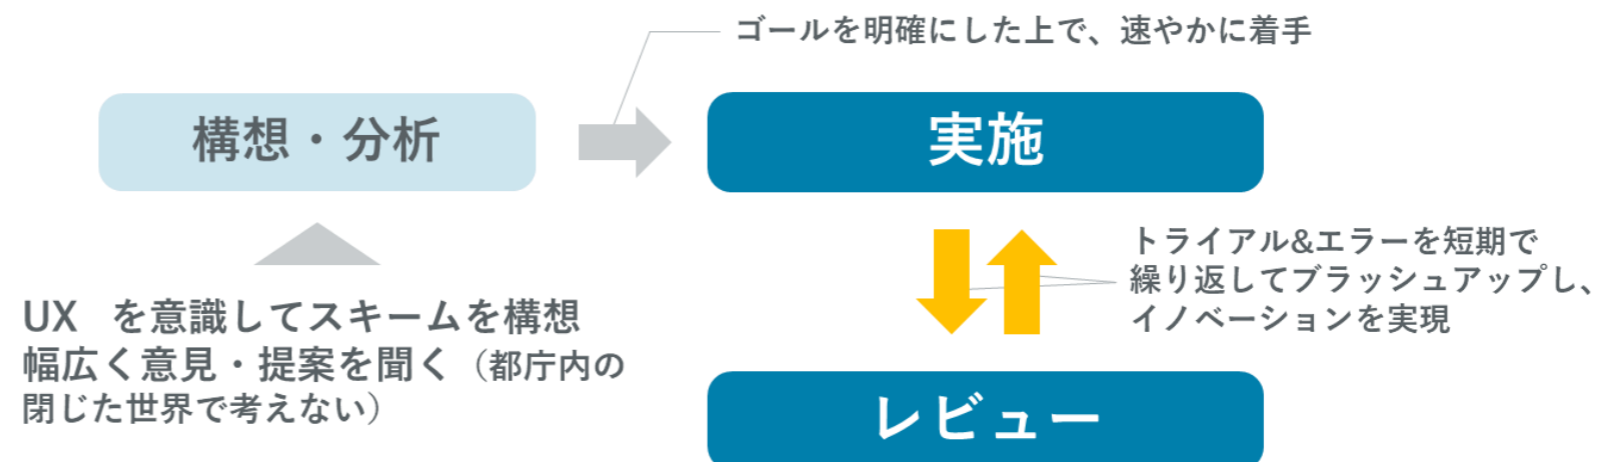 ゴールを明確にした上で、速やかに着手
構想・分析
実施
トライアル&エラーを短期で
繰り返してブラッシュアップし、
イノベーションを実現
UX を意識してスキームを構想
幅広く意見・提案を聞く（都庁内の
閉じた世界で考えない）
レビュー